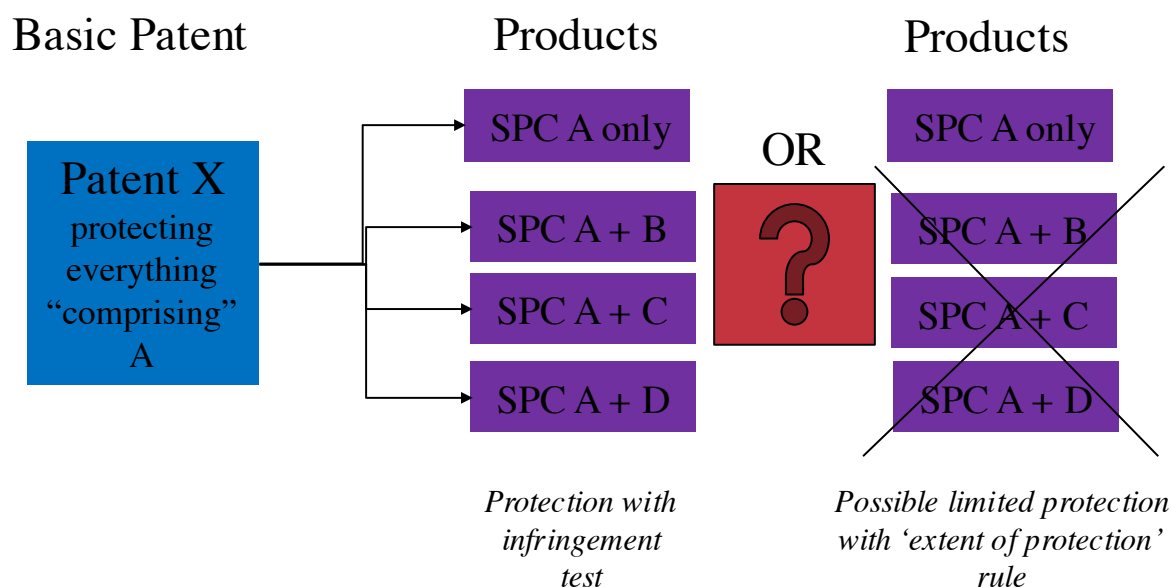 Basic Patent
Products
Products
Patent X
protecting
everything
“comprising”
A
SPC A only
SPC A + B
SPC A + C
SPC A + D
OR
?
SPC A only
SPC A + B
SPC A + C
SPC A + D
Protection with
infringement
test
Possible limited protection
with ‘extent of protection’
rule